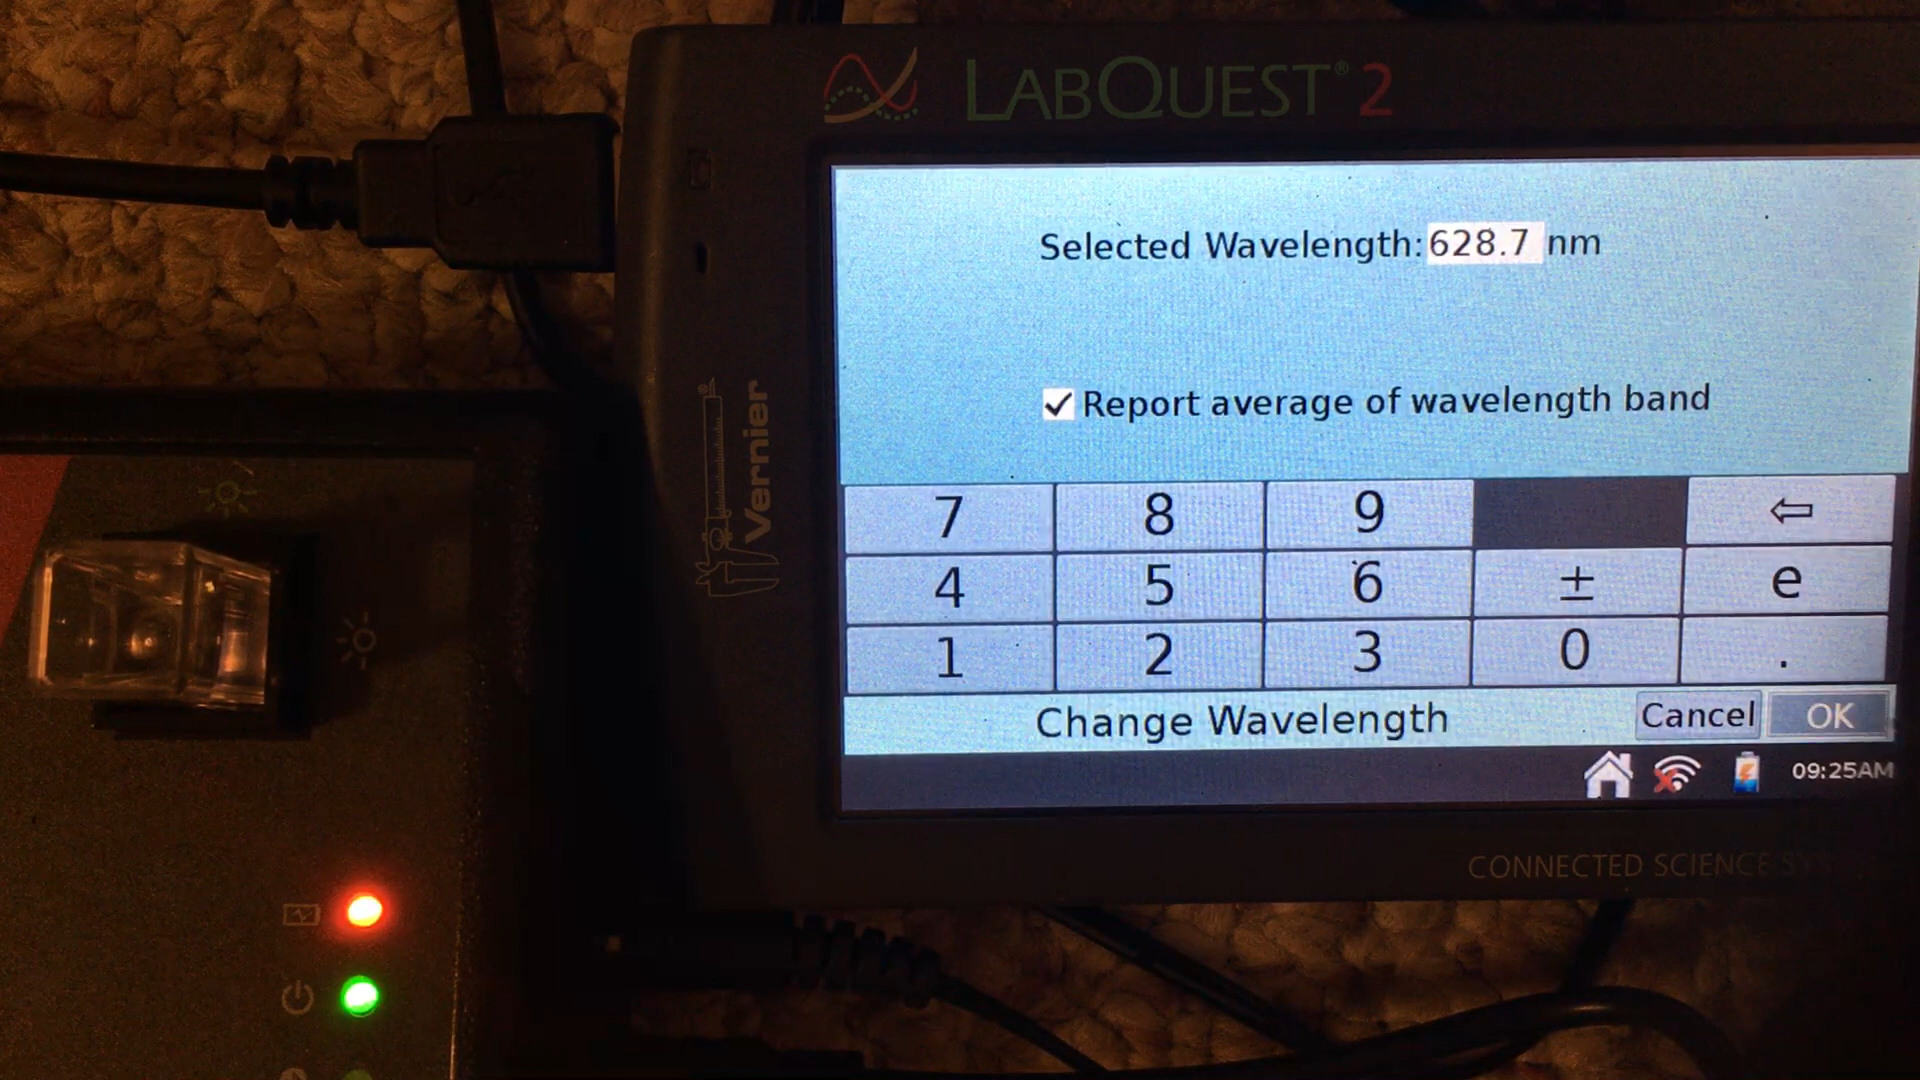 LABQUEST® 2
Vernier
Selected Wavelength: 628.7 nm
Report average of wavelength band
7 8 9
4 5 6 ± e
1 2 3 0 .
Change Wavelength Cancel OK
09:25AM
CONNECTED SCIENCE